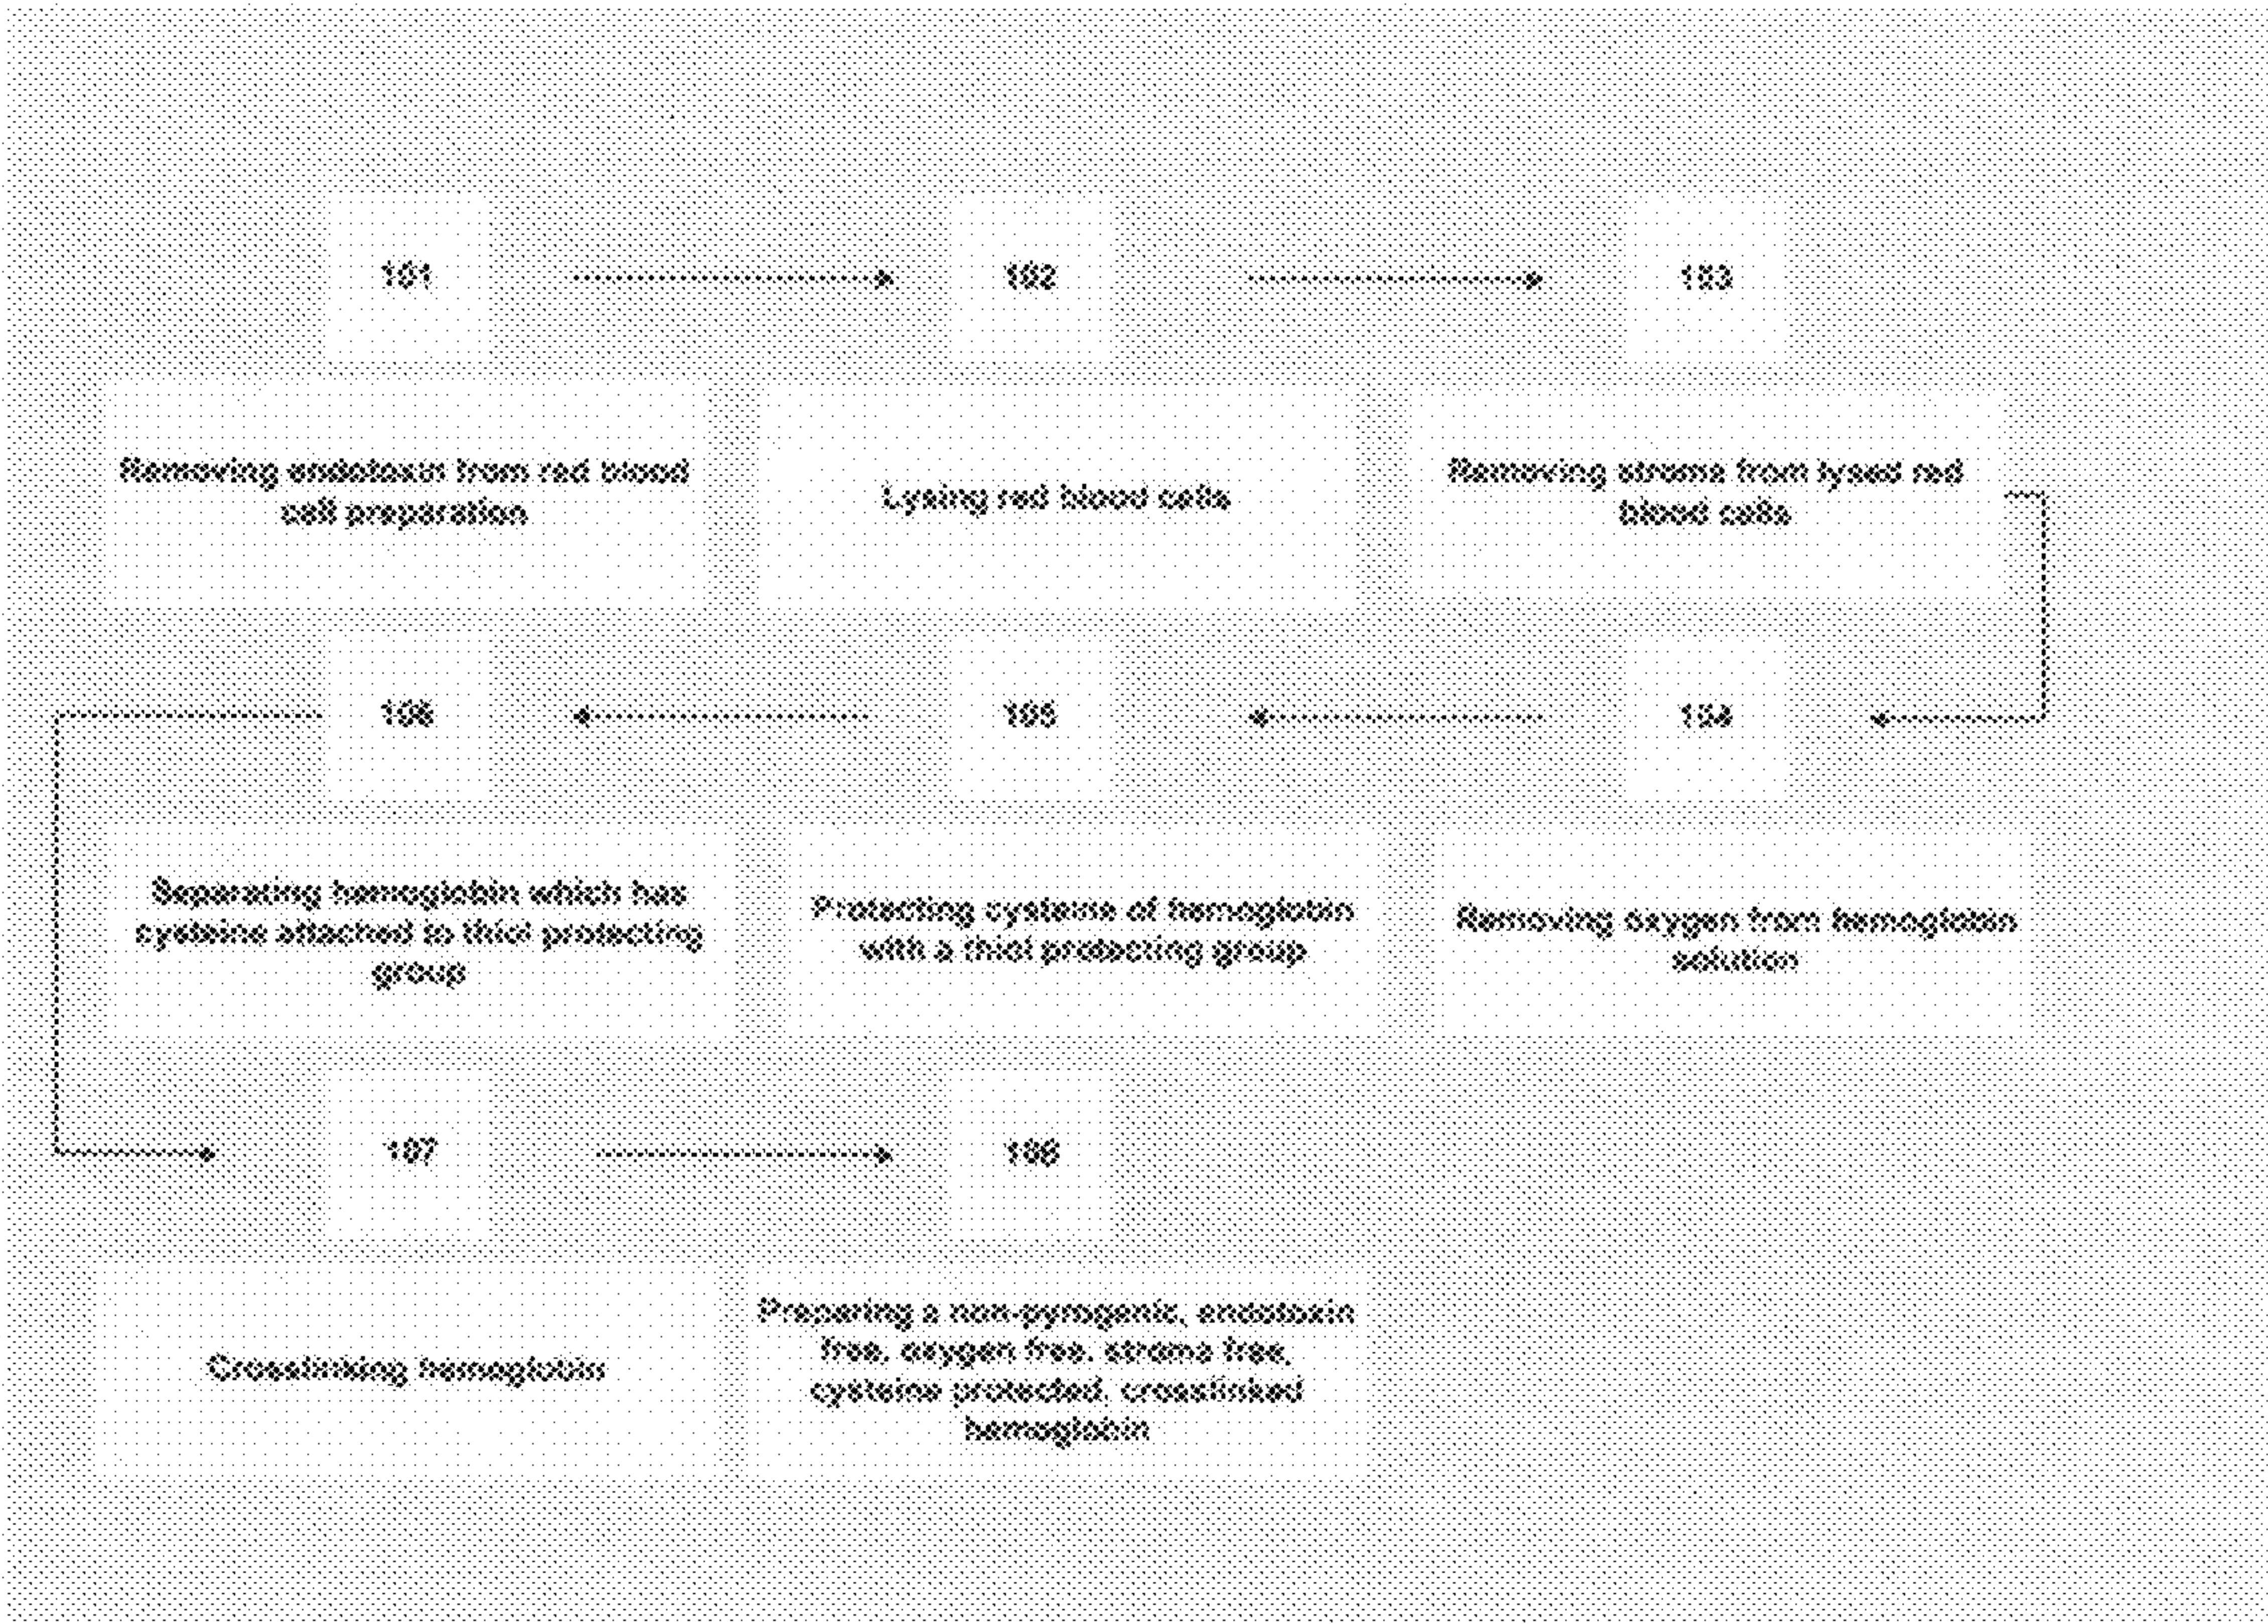 101
102
103
Removing endotoxin from red blood
cell preparation
Lysing red blood cells
Removing stroma from lysed red
blood cells
106
105
104
Separating hemoglobin which has
cysteine attached to thiol protecting
group
Protecting cysteine of hemoglobin
with a thiol protecting group
Removing oxygen from hemoglobin
solution
107
108
Crosslinking hemoglobin
Preparing a non-pyrogenic, endotoxin
free, oxygen free, stroma free,
cysteine protected, crosslinked
hemoglobin